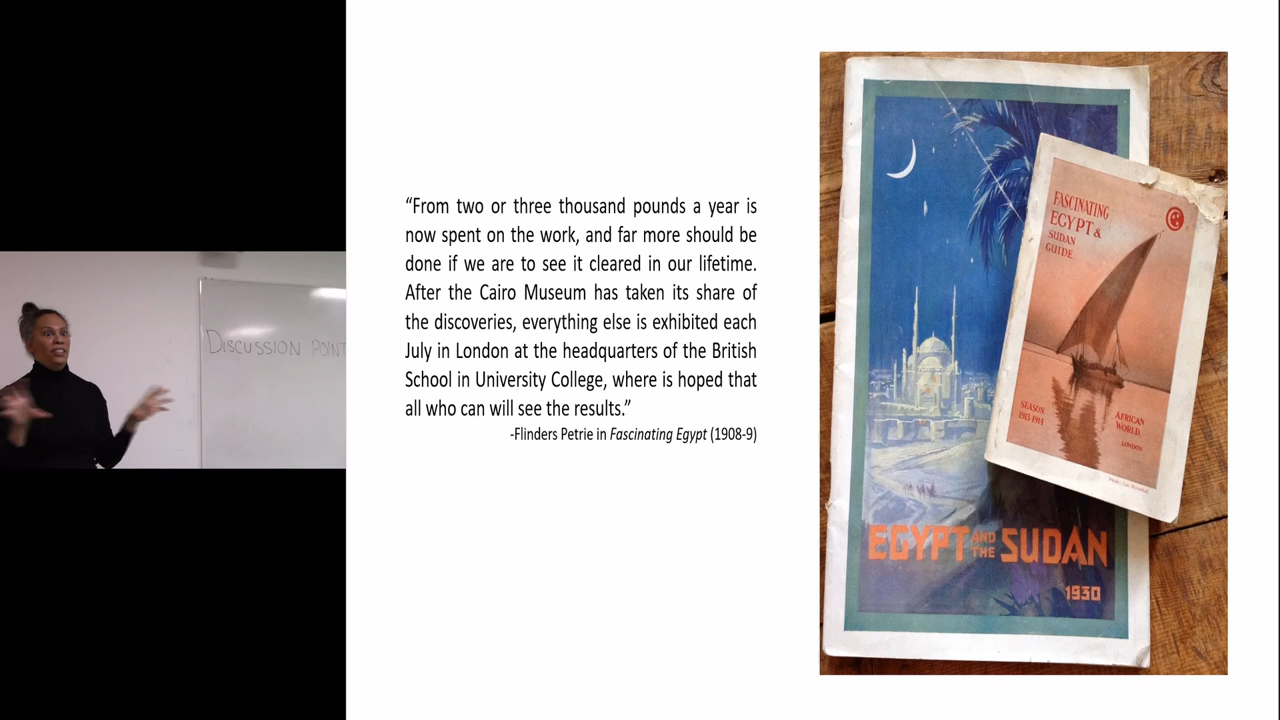 DISCUSSION POINT
“From two or three thousand pounds a year is
now spent on the work, and far more should be
done if we are to see it cleared in our lifetime.
After the Cairo Museum has taken its share of
the discoveries, everything else is exhibited each
July in London at the headquarters of the British
School in University College, where is hoped that
all who can will see the results.”
-Flinders Petrie in Fascinating Egypt (1908-9)
FASCINATING
EGYPT &
SUDAN
GUIDE
SEASON
1913-1914
AFRICAN
WORLD
LONDON
EGYPT AND THE SUDAN
1930